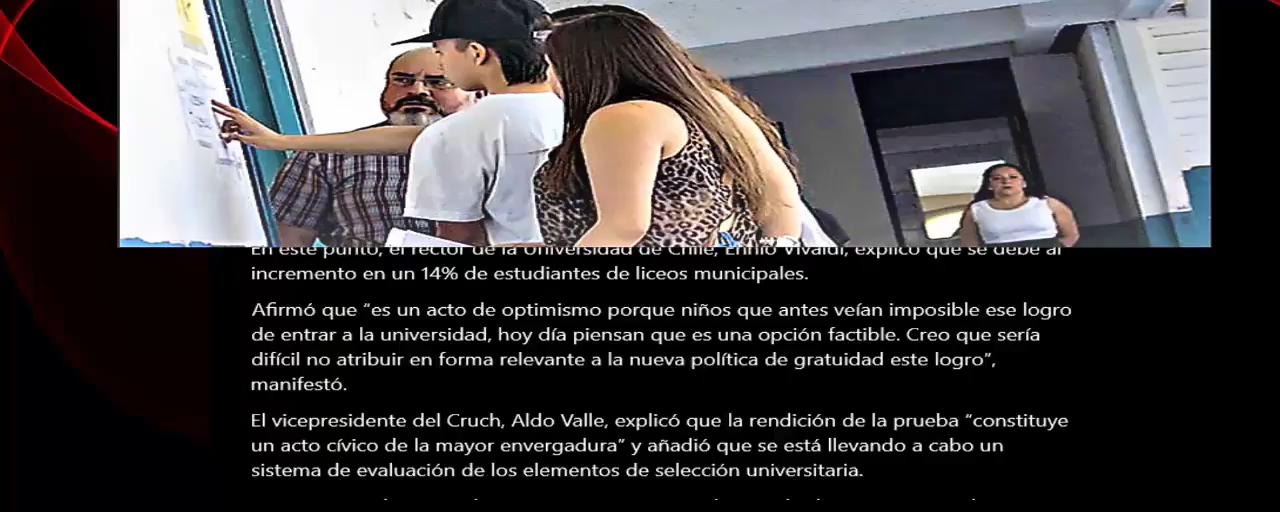 En este punto, el rector de la Universidad de Chile, Ennio Vivaldi, explicó que se debe al
incremento en un 14% de estudiantes de liceos municipales.
Afirmó que “es un acto de optimismo porque niños que antes veían imposible ese logro
de entrar a la universidad, hoy día piensan que es una opción factible. Creo que sería
difícil no atribuir en forma relevante a la nueva política de gratuidad este logro”,
manifestó.
El vicepresidente del Cruch, Aldo Valle, explicó que la rendición de la prueba “constituye
un acto cívico de la mayor envergadura” y añadió que se está llevando a cabo un
sistema de evaluación de los elementos de selección universitaria.